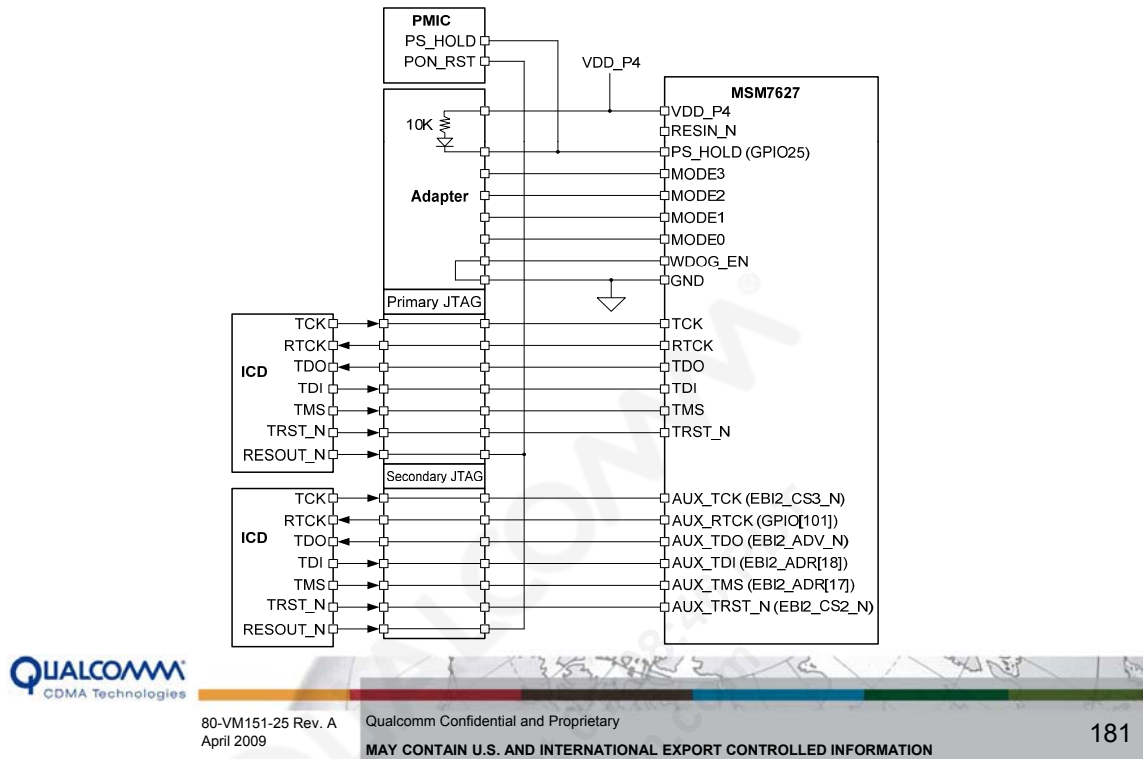 PMIC
PS_HOLD
PON_RST
VDD_P4
MSM7627
VDD_P4
RESIN_N
PS_HOLD (GPIO25)
MODE3
MODE2
MODE1
MODE0
WDOG_EN
GND
10K
Adapter
Primary JTAG
ICD
TCK
RTCK
TDO
TDI
TMS
TRST_N
RESOUT_N
TCK
RTCK
TDO
TDI
TMS
TRST_N
Secondary JTAG
ICD
TCK
RTCK
TDO
TDI
TMS
TRST_N
RESOUT_N
AUX_TCK (EBI2_CS3_N)
AUX_RTCK (GPIO[101])
AUX_TDO (EBI2_ADV_N)
AUX_TDI (EBI2_ADR[18])
AUX_TMS (EBI2_ADR[17])
AUX_TRST_N (EBI2_CS2_N)
QUALCOMM®
CDMA Technologies
80-VM151-25 Rev. A
April 2009
Qualcomm Confidential and Proprietary
MAY CONTAIN U.S. AND INTERNATIONAL EXPORT CONTROLLED INFORMATION
181